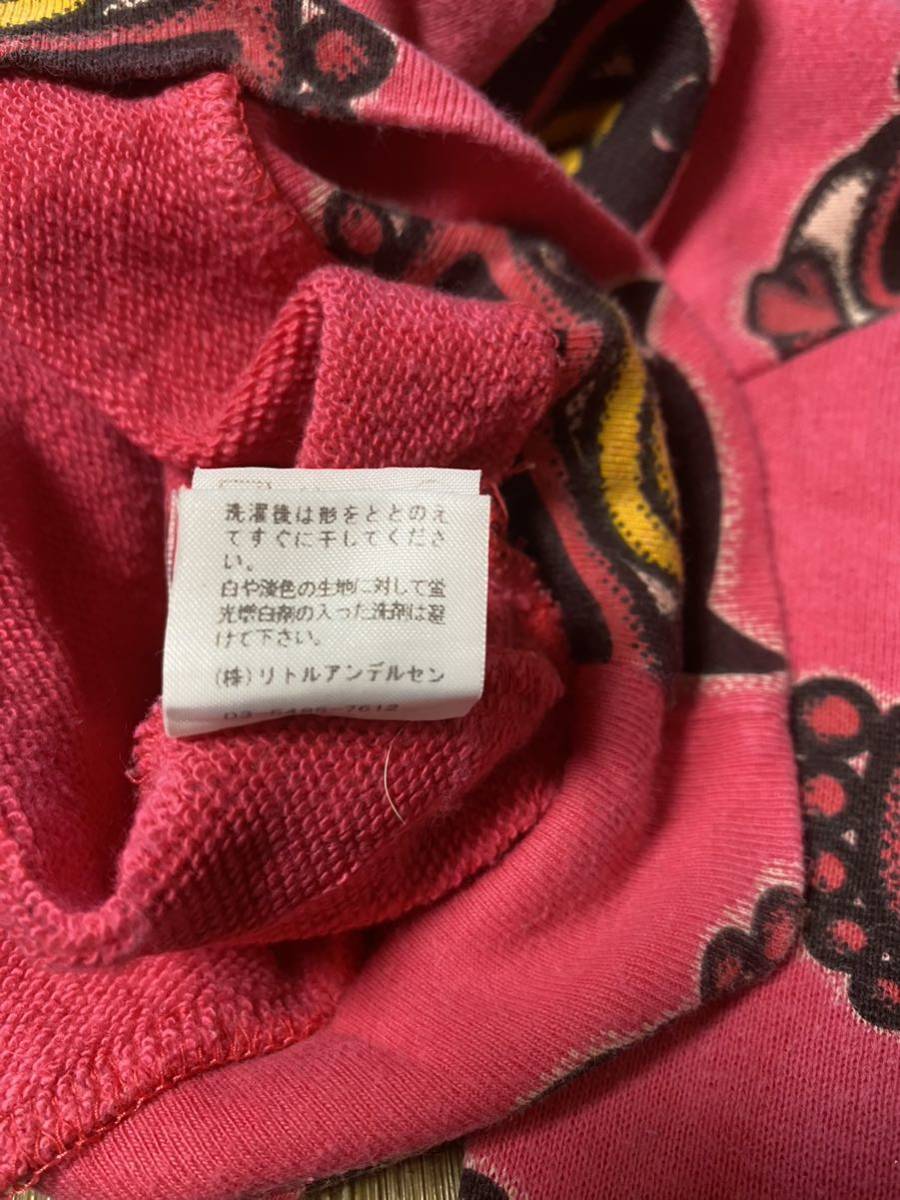 洗濯後は形をととのえ
てすぐに干してくださ
い。
白や淡色の生地に対して蛍
光増白剤の入った洗剤は避
けて下さい。
(株)リトルアンデルセン
03-5485-7612